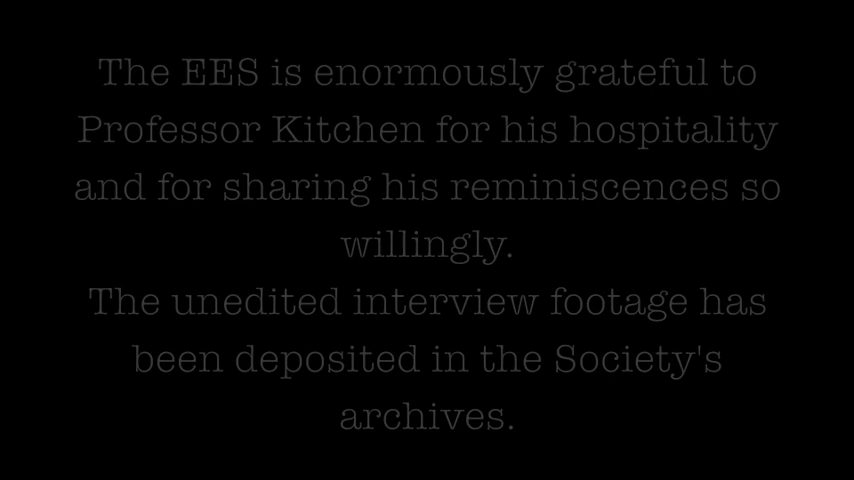 The EES is enormously grateful to
Professor Kitchen for his hospitality
and for sharing his reminiscences so
willingly.
The unedited interview footage has
been deposited in the Society's
archives.